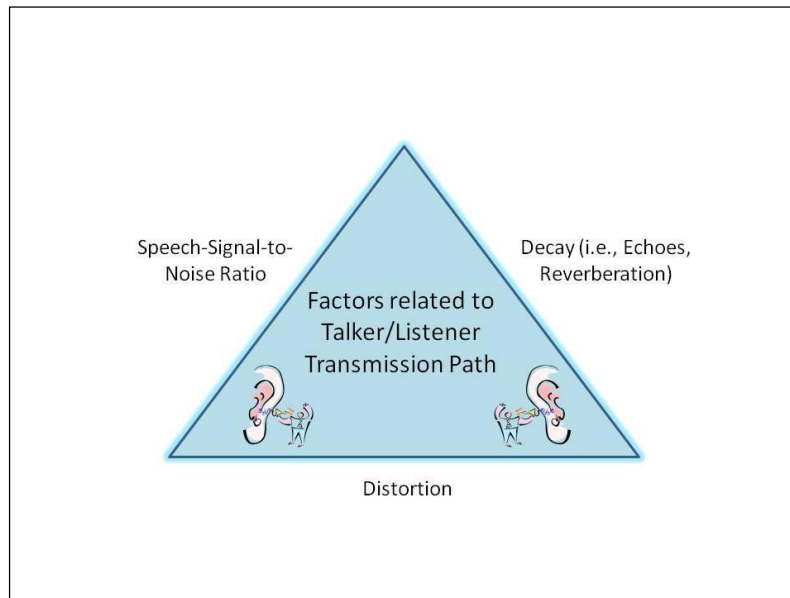 Speech-Signal-to-
Noise Ratio
Decay (i.e., Echoes,
Reverberation)
Factors related to
Talker/Listener
Transmission Path
Distortion